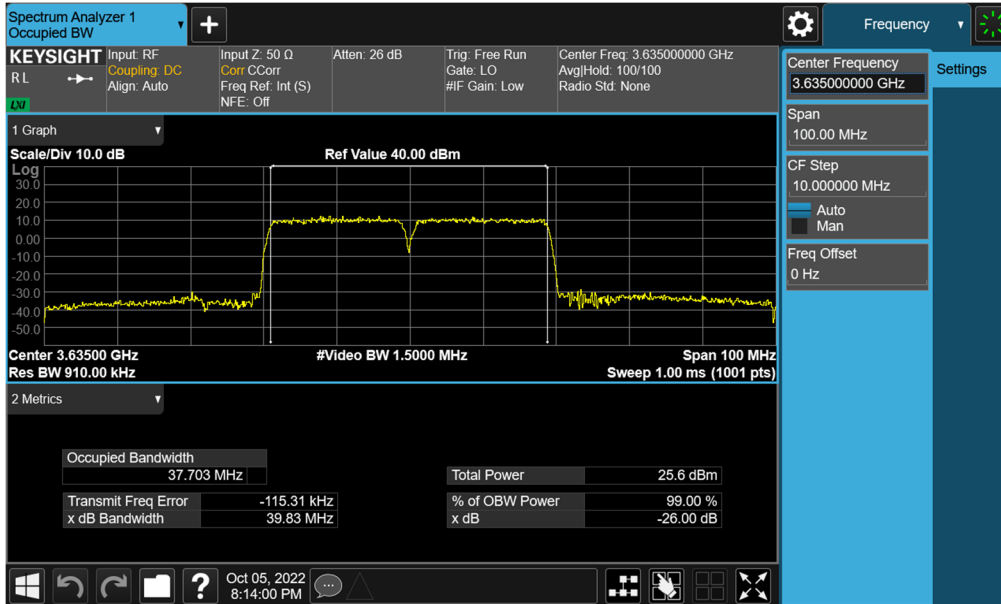 Spectrum Analyzer 1
Occupied BW
Frequency
KEYSIGHT
R L
LXI
Input: RF
Coupling: DC
Align: Auto
Input Z: 50 Ω
Corr CCorr
Freq Ref: Int (S)
NFE: Off
Atten: 26 dB
Trig: Free Run
Gate: LO
#IF Gain: Low
Center Freq: 3.635000000 GHz
Avg|Hold: 100/100
Radio Std: None
Center Frequency
3.635000000 GHz
Settings
Span
100.00 MHz
CF Step
10.000000 MHz
Auto
Man
Freq Offset
0 Hz
1 Graph
Scale/Div 10.0 dB
Ref Value 40.00 dBm
Log
30.0
20.0
10.0
0.00
-10.0
-20.0
-30.0
-40.0
-50.0
Center 3.63500 GHz
#Video BW 1.5000 MHz
Span 100 MHz
Res BW 910.00 kHz
Sweep 1.00 ms (1001 pts)
2 Metrics
Occupied Bandwidth
37.703 MHz
Total Power 25.6 dBm
Transmit Freq Error -115.31 kHz
% of OBW Power 99.00 %
x dB Bandwidth 39.83 MHz
x dB -26.00 dB
Oct 05, 2022
8:14:00 PM